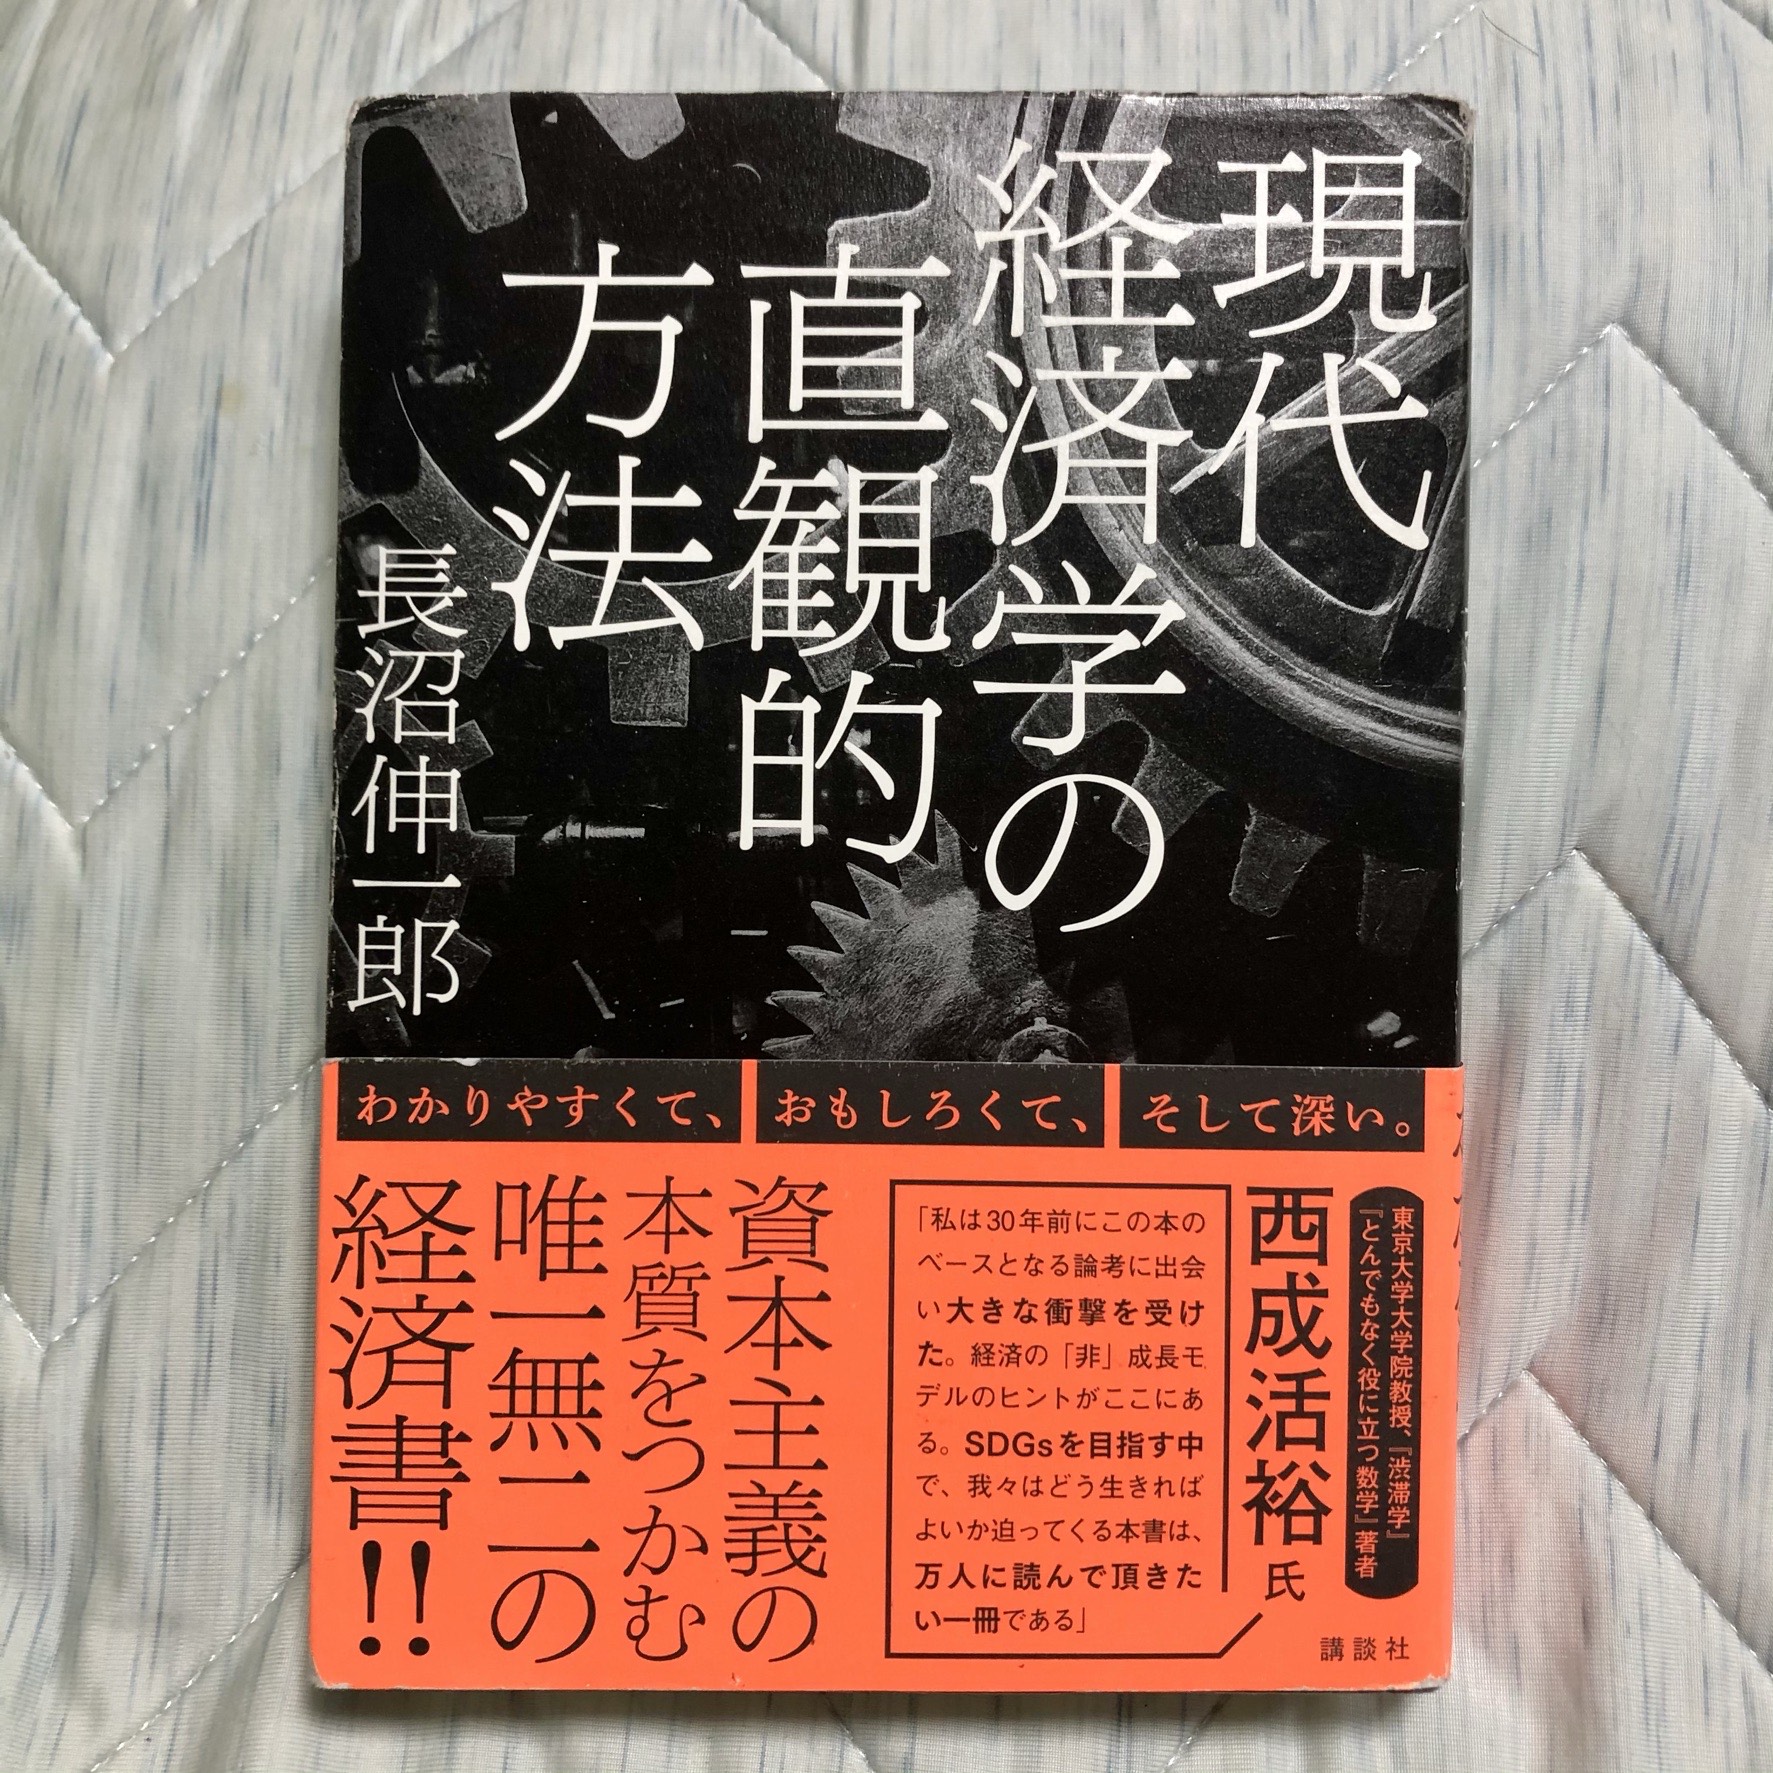 現代
経済学の
直観的
方法
長沼伸一郎
わかりやすくて、
おもしろくて、
そして深い。
東京大学大学院教授、『渋滞学』
『とんでもなく役に立つ数学』著者
西成活裕氏
「私は30年前にこの本の
ベースとなる論考に出会
い大きな衝撃を受け
た。経済の「非」成長モ
デルのヒントがここにあ
る。SDGsを目指す中
で、我々はどう生きれば
よいか迫ってくる本書は、
万人に読んで頂きた
い一冊である」
資本主義の
本質をつかむ
唯一無二の
経済書!!
講談社